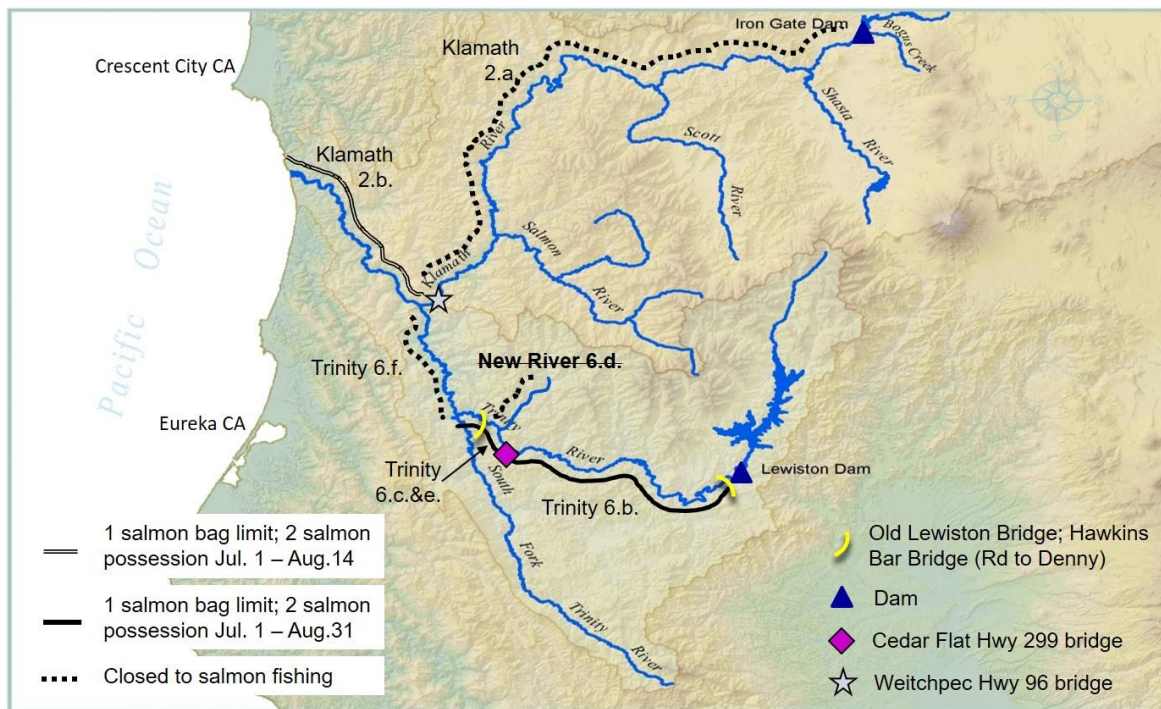 Iron Gate Dam
Bogus Creek
Klamath
2.a.
Crescent City CA
River
Shasta
River
Scott
River
Klamath
2.b.
Pacific Ocean
Salmon
River
Klamath
New River 6.d.
Trinity 6.f.
Eureka CA
Trinity
River
Trinity
6.c.&e.
South
Fork
Trinity
River
Lewiston Dam
Trinity 6.b.
1 salmon bag limit; 2 salmon
possession Jul. 1 – Aug.14
1 salmon bag limit; 2 salmon
possession Jul. 1 – Aug.31
Closed to salmon fishing
Old Lewiston Bridge; Hawkins
Bar Bridge (Rd to Denny)
Dam
Cedar Flat Hwy 299 bridge
Weitchpec Hwy 96 bridge